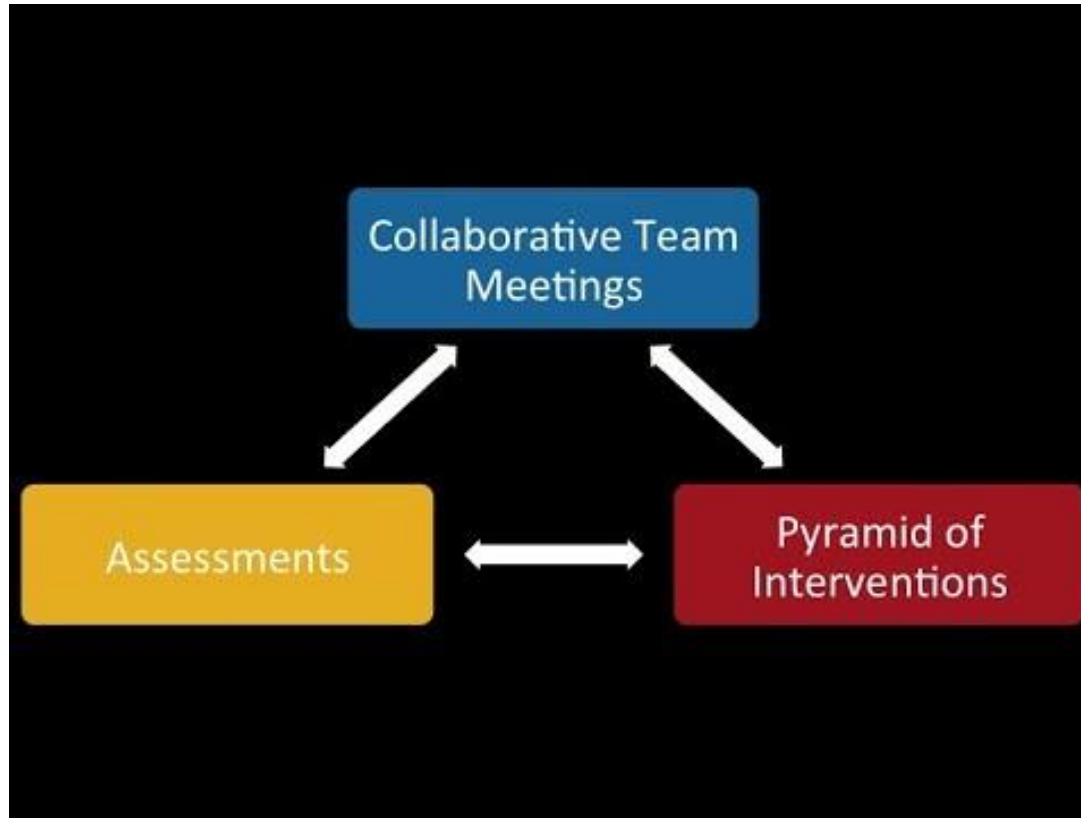 Collaborative Team
Meetings
Assessments
Pyramid of
Interventions